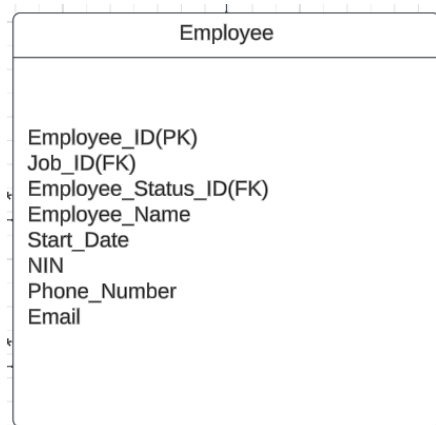 Employee
Employee_ID(PK)
Job_ID(FK)
Employee_Status_ID(FK)
Employee_Name
Start_Date
NIN
Phone_Number
Email